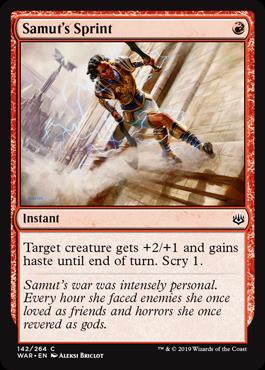 Samut's Sprint
Instant
Target creature gets +2/+1 and gains
haste until end of turn. Scry 1.
Samut's war was intensely personal.
Every hour she faced enemies she once
loved as friends and horrors she once
revered as gods.
142/264 C
WAR • EN Aleksi Briclot
™ & © 2019 Wizards of the Coast